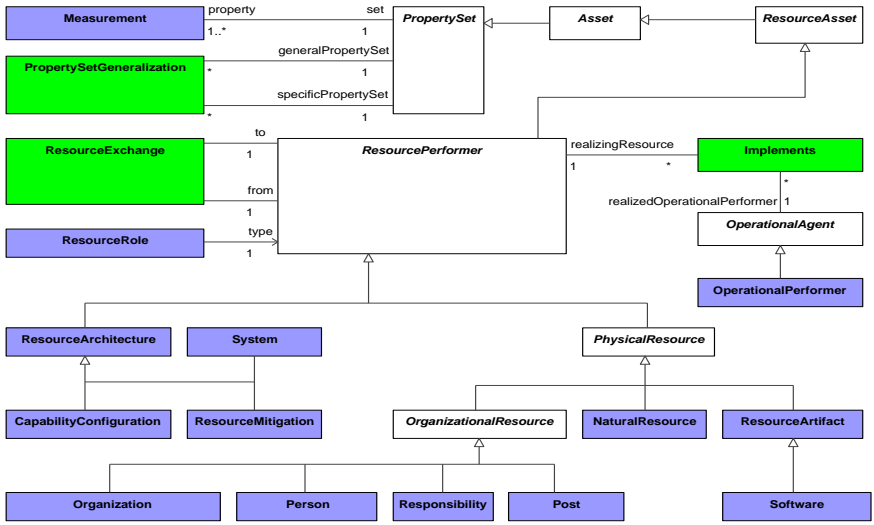 Measurement
property
set
1..*
1
PropertySet
Asset
ResourceAsset
PropertySetGeneralization
generalPropertySet
*
1
specificPropertySet
*
1
ResourceExchange
to
1
from
1
ResourcePerformer
realizingResource
1
*
Implements
*
realizedOperationalPerformer
1
OperationalAgent
ResourceRole
type
1
OperationalPerformer
ResourceArchitecture
System
PhysicalResource
CapabilityConfiguration
ResourceMitigation
OrganizationalResource
NaturalResource
ResourceArtifact
Organization
Person
Responsibility
Post
Software